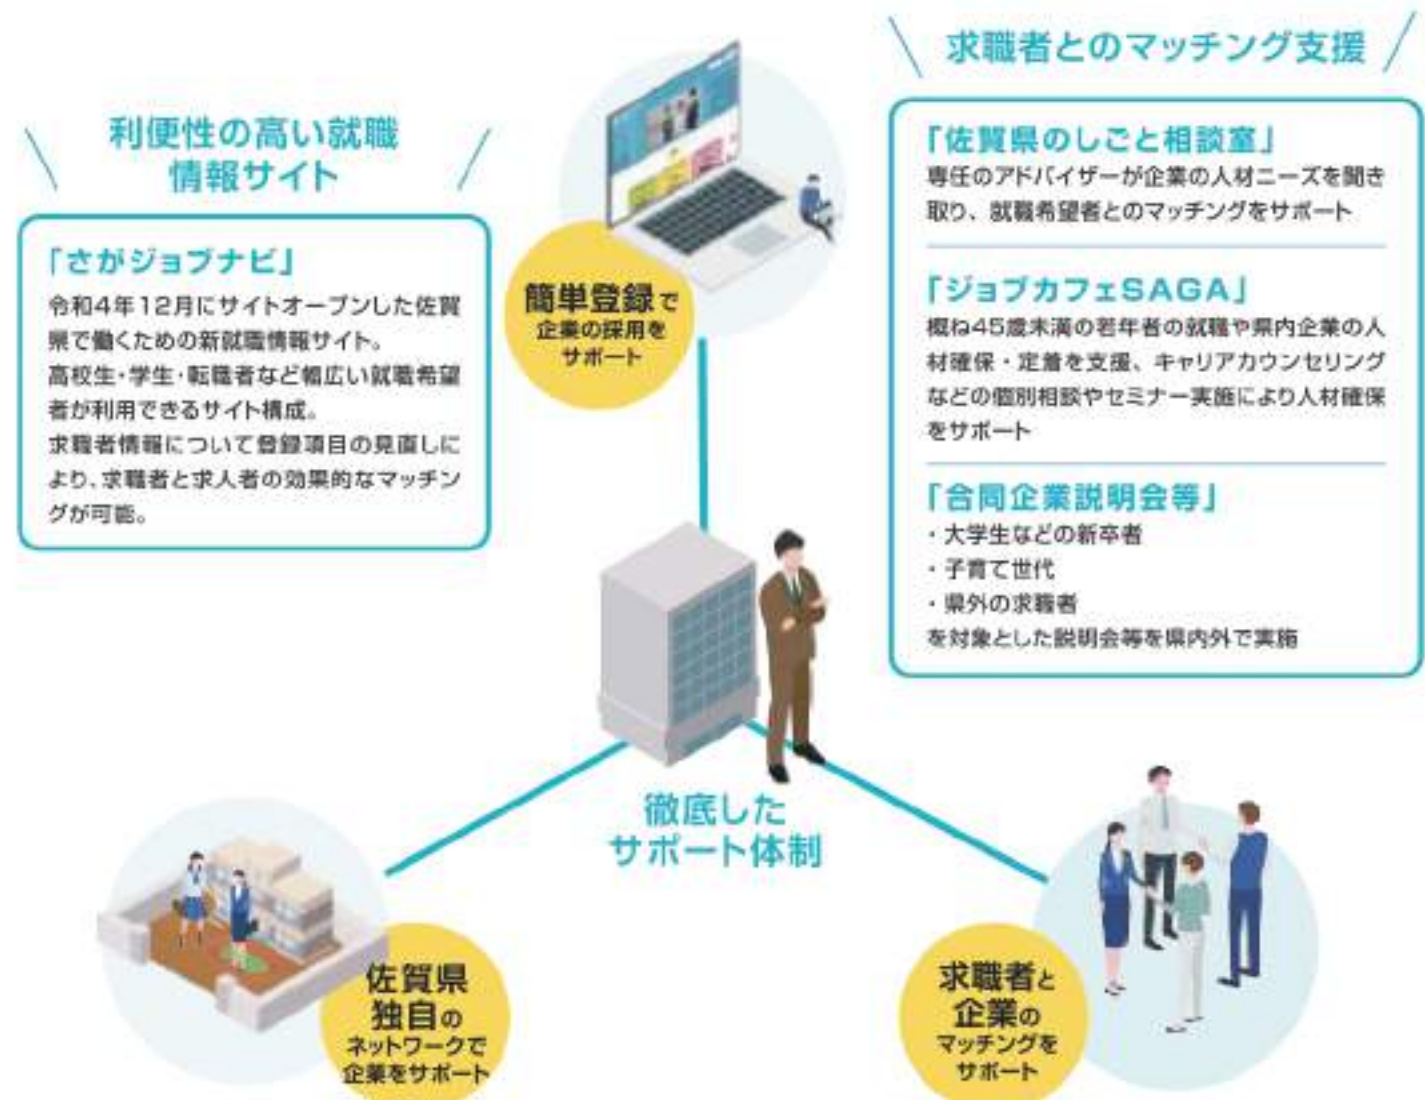 利便性の高い就職
情報サイト
「さがジョブナビ」
令和4年12月にサイトオープンした佐賀
県で働くための新就職情報サイト。
高校生・学生・転職者など幅広い就職希望
者が利用できるサイト構成。
求職者情報について登録項目の見直しに
より、求職者と求人者の効果的なマッチン
グが可能。
簡単登録で
企業の採用を
サポート
求職者とのマッチング支援
「佐賀県のしごと相談室」
専任のアドバイザーが企業の人材ニーズを聞き
取り、就職希望者とのマッチングをサポート
「ジョブカフェSAGA」
概ね45歳未満の若年者の就職や県内企業の人
材確保・定着を支援、キャリアカウンセリング
などの個別相談やセミナー実施により人材確保
をサポート
「合同企業説明会等」
・大学生などの新卒者
・子育て世代
・県外の求職者
を対象とした説明会等を県内外で実施
徹底した
サポート体制
佐賀県
独自の
ネットワークで
企業をサポート
求職者と
企業の
マッチングを
サポート